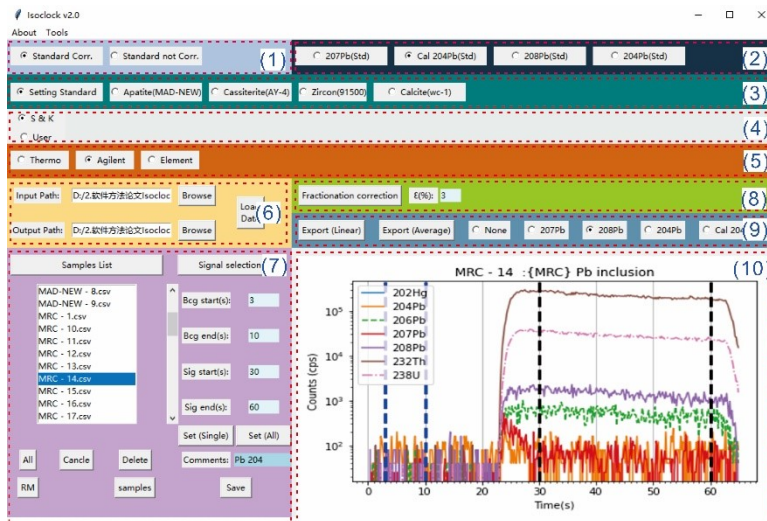 Isoclock v2.0
About Tools
Standard Corr. Standard not Corr. (1)
207Pb(Std) Cal 204Pb(Std) 208Pb(Std) 204Pb(Std) (2)
Setting Standard Apatite(MAD-NEW) Cassiterite(AY-4) Zircon(91500) Calcite(wc-1) (3)
S & K
User (4)
Thermo Agilent Element (5)
Input Path: D:/2.软件方法论文Isocloc Browse
Load Data (6)
Output Path: D:/2.软件方法论文Isocloc Browse
Fractionation correction ε(%): 3 (8)
Export (Linear) Export (Average) None 207Pb 208Pb 204Pb Cal 204 (9)
Samples List Signal selection (7)
MAD-NEW - 8.csv
MAD-NEW - 9.csv
MRC - 1.csv
MRC - 10.csv
MRC - 11.csv
MRC - 12.csv
MRC - 13.csv
MRC - 14.csv
MRC - 15.csv
MRC - 16.csv
MRC - 17.csv
Bcg start(s): 3
Bcg end(s): 10
Sig start(s): 30
Sig end(s): 60
Set (Single) Set (All)
All Cancle Delete Comments: Pb 204
RM samples Save
(10)
MRC - 14 :{MRC} Pb inclusion
202Hg
204Pb
206Pb
207Pb
208Pb
232Th
238U
Counts (cps)
10⁵
10⁴
10³
10²
0 10 20 30 40 50 60
Time(s)